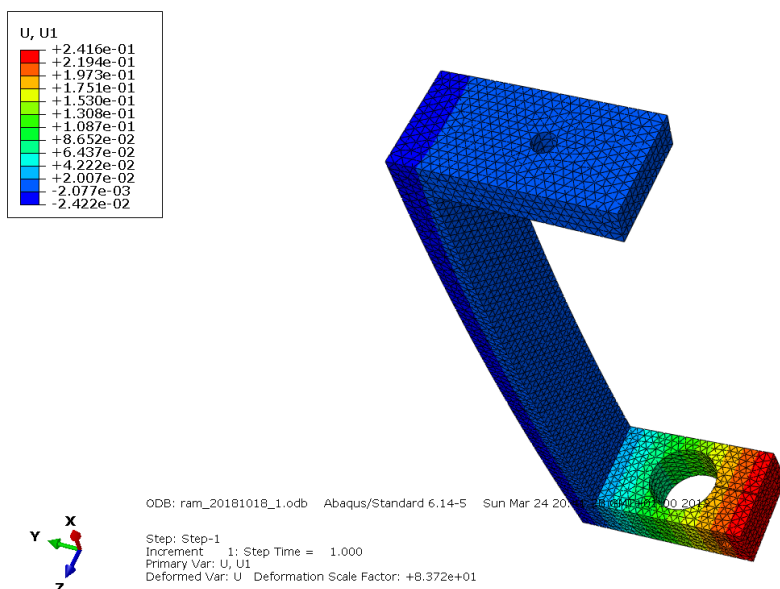 U, U1
+2.416e-01
+2.194e-01
+1.973e-01
+1.751e-01
+1.530e-01
+1.308e-01
+1.087e-01
+8.652e-02
+6.437e-02
+4.222e-02
+2.007e-02
-2.077e-03
-2.422e-02
ODB: ram_20181018_1.odb Abaqus/Standard 6.14-5 Sun Mar 24
Step: Step-1
Increment 1: Step Time = 1.000
Primary Var: U, U1
Deformed Var: U Deformation Scale Factor: +8.372e+01
X
Y
Z